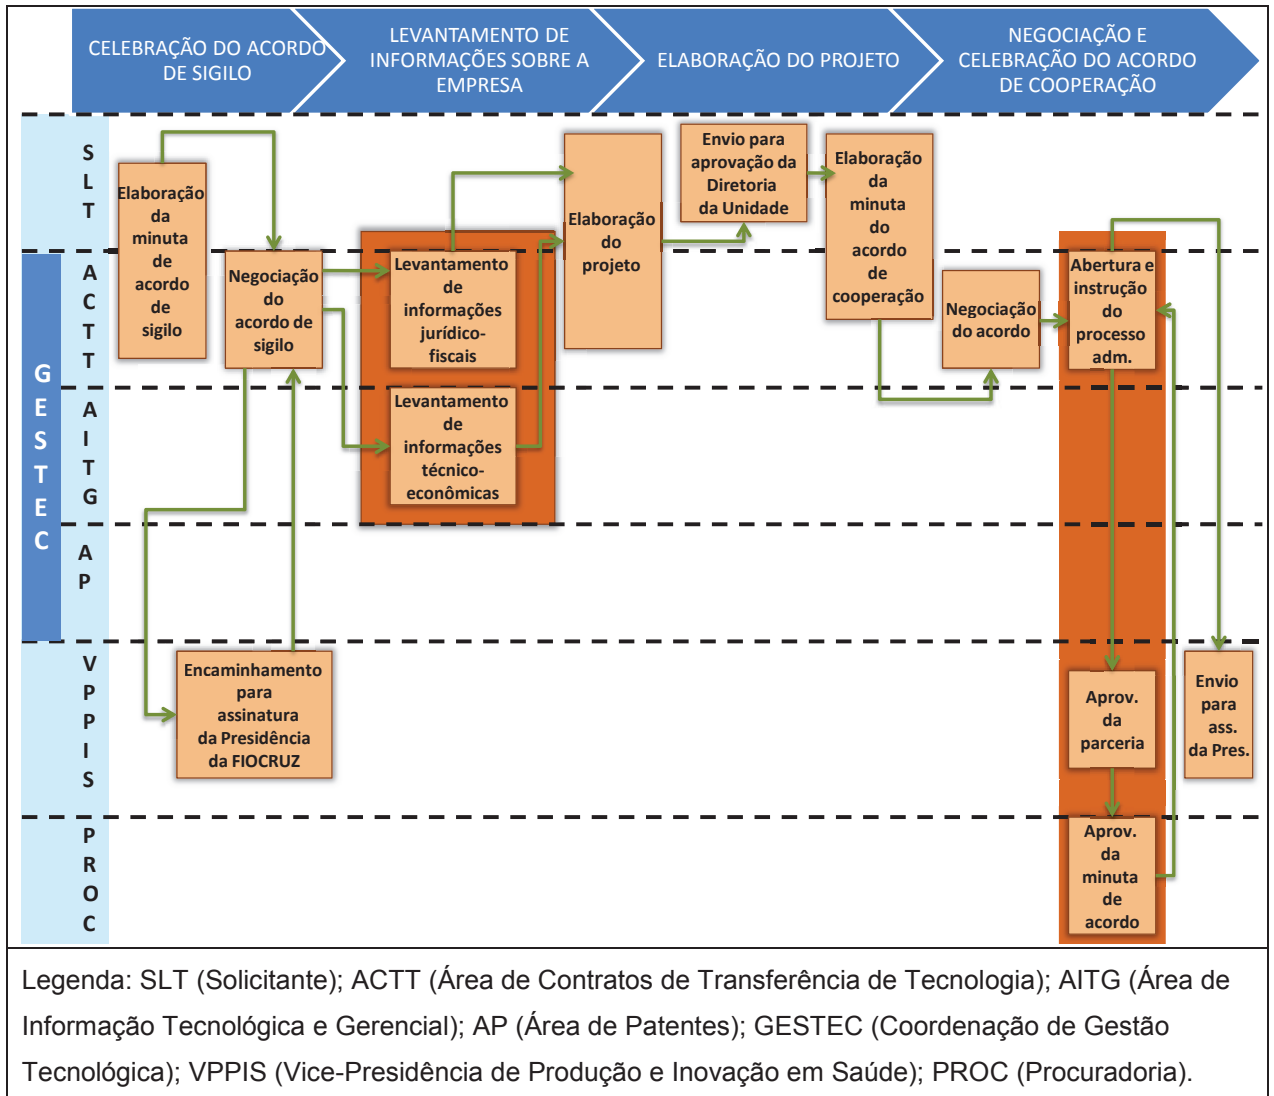 CELEBRAÇÃO DO ACORDO
DE SIGILO
LEVANTAMENTO DE
INFORMAÇÕES SOBRE A
EMPRESA
ELABORAÇÃO DO PROJETO
NEGOCIAÇÃO E
CELEBRAÇÃO DO ACORDO
DE COOPERAÇÃO
S
L
T
Elaboração
da
minuta
de
acordo
de
sigilo
Elaboração
do
projeto
Envio para
aprovação da
Diretoria
da Unidade
Elaboração
da
minuta
do
acordo
de
cooperação
G
E
S
T
E
C
A
C
T
T
Negociação
do
acordo de
sigilo
Levantamento
de
informações
jurídico-
fiscais
Negociação
do acordo
Abertura e
instrução
do
processo
adm.
A
I
T
G
Levantamento
de
informações
técnico-
econômicas
A
P
V
P
P
I
S
Encaminhamento
para
assinatura
da Presidência
da FIOCRUZ
Aprov.
da
parceria
Envio
para
ass.
da Pres.
P
R
O
C
Aprov.
da
minuta
de
acordo
Legenda: SLT (Solicitante); ACTT (Área de Contratos de Transferência de Tecnologia); AITG (Área de
Informação Tecnológica e Gerencial); AP (Área de Patentes); GESTEC (Coordenação de Gestão
Tecnológica); VPPIS (Vice-Presidência de Produção e Inovação em Saúde); PROC (Procuradoria).